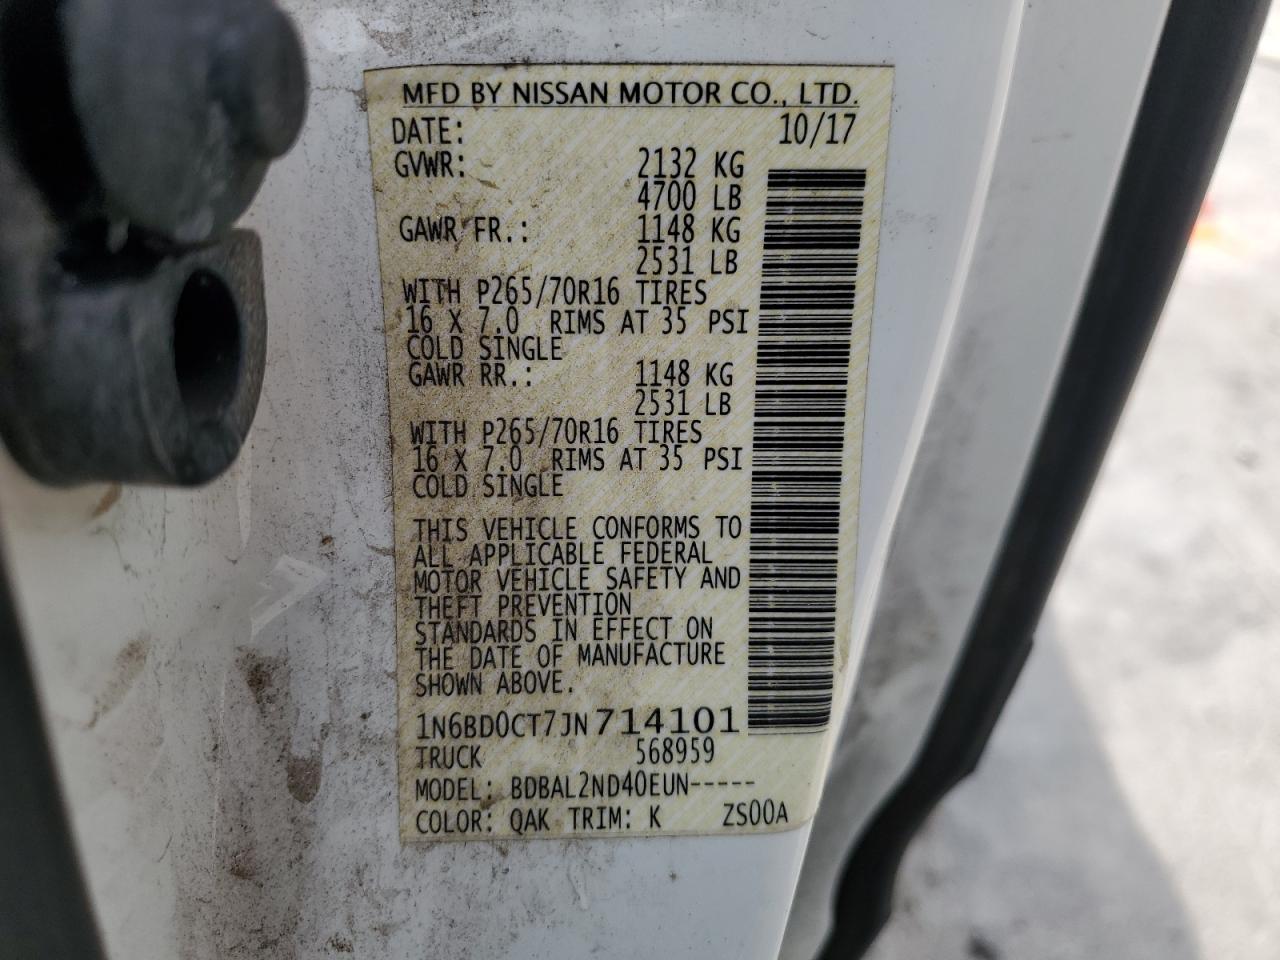 MFD BY NISSAN MOTOR CO., LTD.
DATE: 10/17
GVWR: 2132 KG
4700 LB
GAWR FR.: 1148 KG
2531 LB
WITH P265/70R16 TIRES
16 X 7.0 RIMS AT 35 PSI
COLD SINGLE
GAWR RR.: 1148 KG
2531 LB
WITH P265/70R16 TIRES
16 X 7.0 RIMS AT 35 PSI
COLD SINGLE
THIS VEHICLE CONFORMS TO
ALL APPLICABLE FEDERAL
MOTOR VEHICLE SAFETY AND
THEFT PREVENTION
STANDARDS IN EFFECT ON
THE DATE OF MANUFACTURE
SHOWN ABOVE.
1N6BD0CT7JN714101
TRUCK 568959
MODEL: BDBAL2ND40EUN-----
COLOR: QAK TRIM: K ZS00A